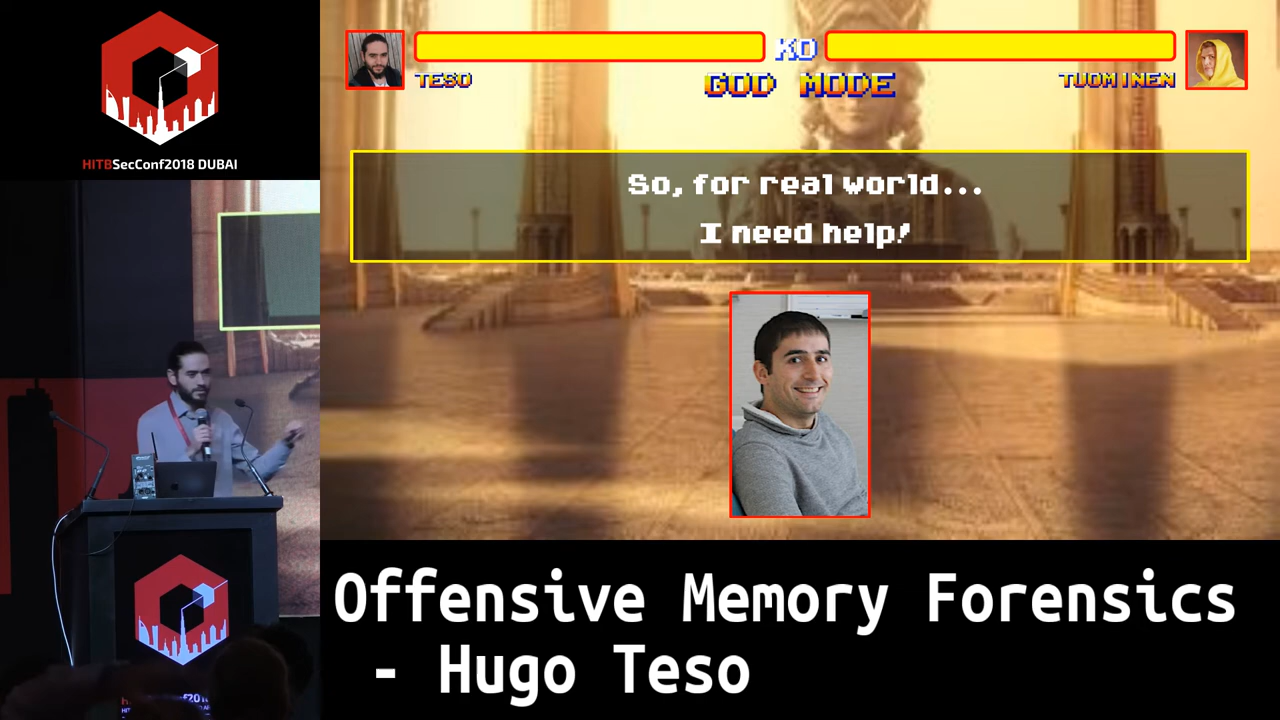 HITBSecConf2018 DUBAI
KO
TESO
GOD MODE
TUOMINEN
So, for real world...
I need help!
Offensive Memory Forensics
- Hugo Teso